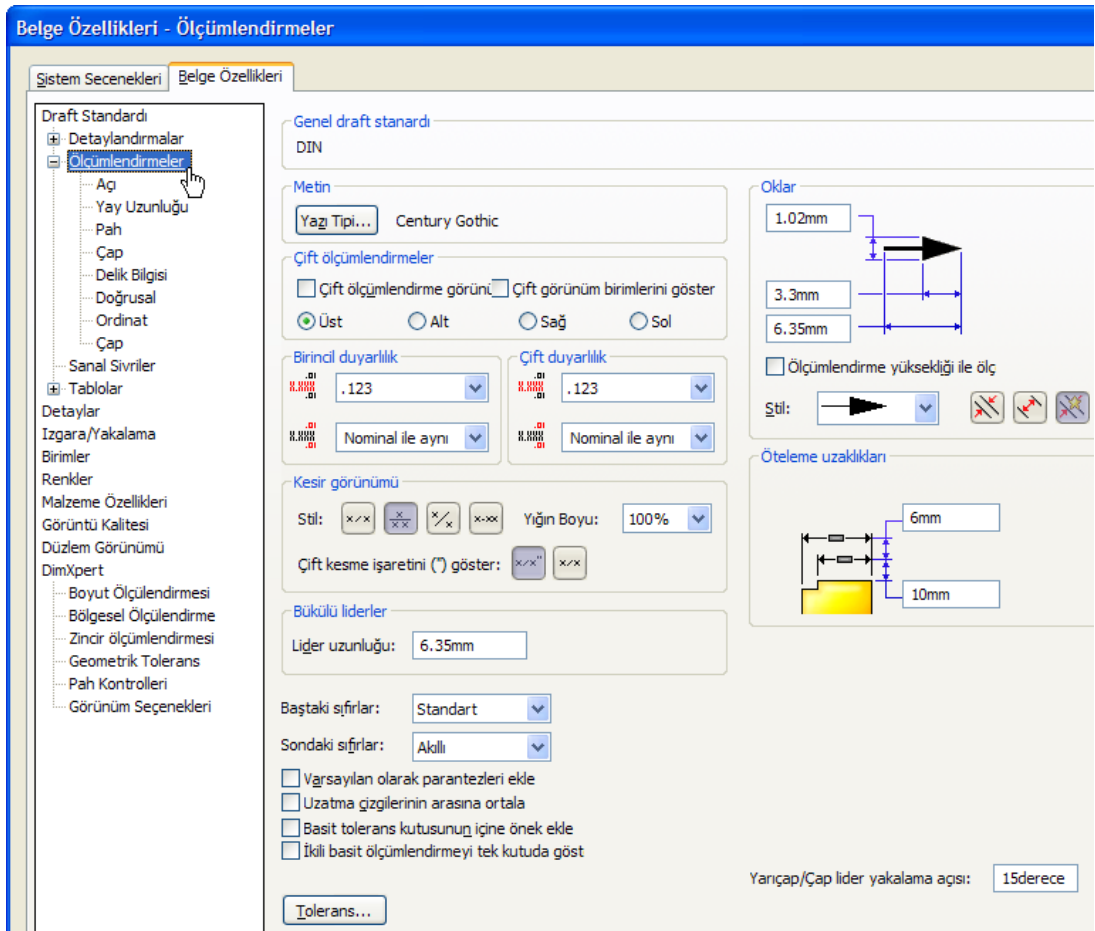 Belge Özellikleri - Ölçümlendirmeler
Sistem Secenekleri
Belge Özellikleri
Draft Standardı
Detaylandırmalar
Ölçümlendirmeler
Açı
Yay Uzunluğu
Pah
Çap
Delik Bilgisi
Doğrusal
Ordinat
Çap
Sanal Sivriler
Tablolar
Detaylar
Izgara/Yakalama
Birimler
Renkler
Malzeme Özellikleri
Görüntü Kalitesi
Düzlem Görünümü
DimXpert
Boyut Ölçülendirmesi
Bölgesel Ölçülendirme
Zincir ölçümlendirmesi
Geometrik Tolerans
Pah Kontrolleri
Görünüm Seçenekleri
Genel draft stanardı
DIN
Metin
Yazı Tipi... Century Gothic
Çift ölçümlendirmeler
Çift ölçümlendirme görünü Çift görünüm birimlerini göster
Üst Alt Sağ Sol
Birincil duyarlılık
.123
Nominal ile aynı
Çift duyarlılık
.123
Nominal ile aynı
Kesir görünümü
Stil: Yığın Boyu: 100%
Çift kesme işaretini (") göster:
Bükülü liderler
Lider uzunluğu: 6.35mm
Baştaki sıfırlar: Standart
Sondaki sıfırlar: Akıllı
Varsayılan olarak parantezleri ekle
Uzatma çizgilerinin arasına ortala
Basit tolerans kutusunun içine önek ekle
İkili basit ölçümlendirmeyi tek kutuda göst
Tolerans...
Oklar
1.02mm
3.3mm
6.35mm
Ölçümlendirme yüksekliği ile ölç
Stil:
Öteleme uzaklıkları
6mm
10mm
Yarıçap/Çap lider yakalama açısı: 15derece